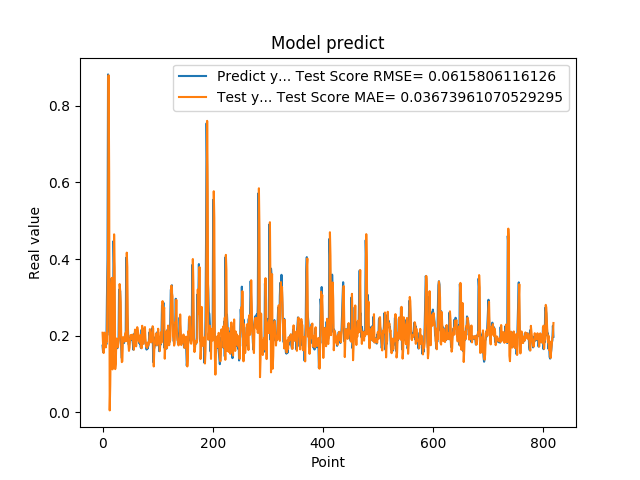 Model predict
Predict y... Test Score RMSE= 0.0615806116126
Test y... Test Score MAE= 0.03673961070529295
0.8
0.6
0.4
0.2
0.0
Real value
0 200 400 600 800
Point